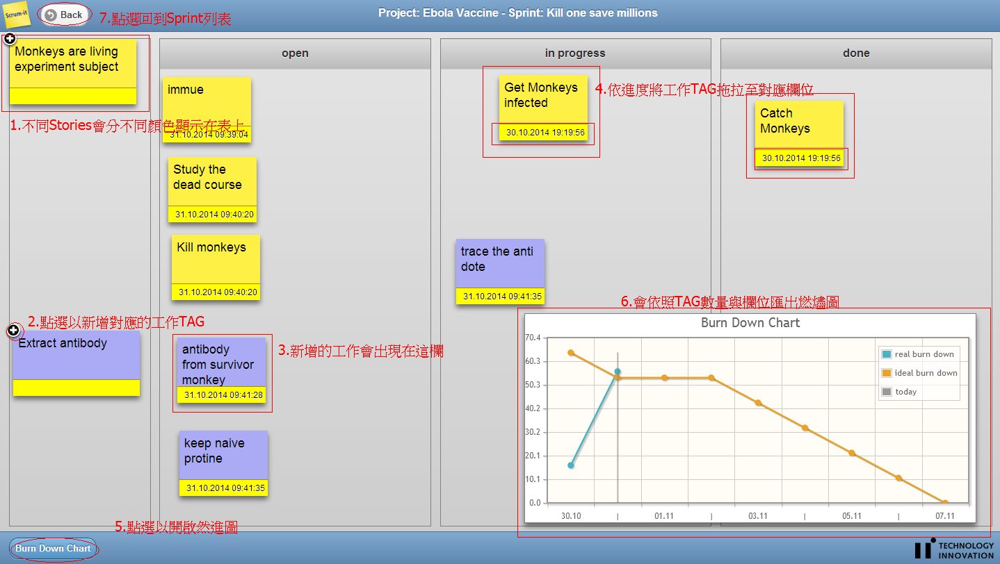 Scrum-it
Back
7.點選回到Sprint列表
Project: Ebola Vaccine - Sprint: Kill one save millions
Monkeys are living
experiment subject
1.不同Stories會分不同顏色顯示在表上
2.點選以新增對應的工作TAG
Extract antibody
open
immue
31.10.2014 09:39:04
Study the
dead course
31.10.2014 09:40:20
Kill monkeys
31.10.2014 09:40:20
antibody
from survivor
monkey
31.10.2014 09:41:28
3.新增的工作會出現在這欄
keep naive
protine
31.10.2014 09:41:35
in progress
Get Monkeys
infected
30.10.2014 19:19:56
4.依進度將工作TAG拖拉至對應欄位
trace the anti
dote
31.10.2014 09:41:35
done
Catch
Monkeys
30.10.2014 19:19:56
6.會依照TAG數量與欄位匯出燃燼圖
Burn Down Chart
70.4
60.3
50.3
40.2
30.2
20.1
10.1
0.0
real burn down
ideal burn down
today
30.10 | 01.11 03.11 | 05.11 | 07.11
5.點選以開啟然進圖
Burn Down Chart
TECHNOLOGY
INNOVATION